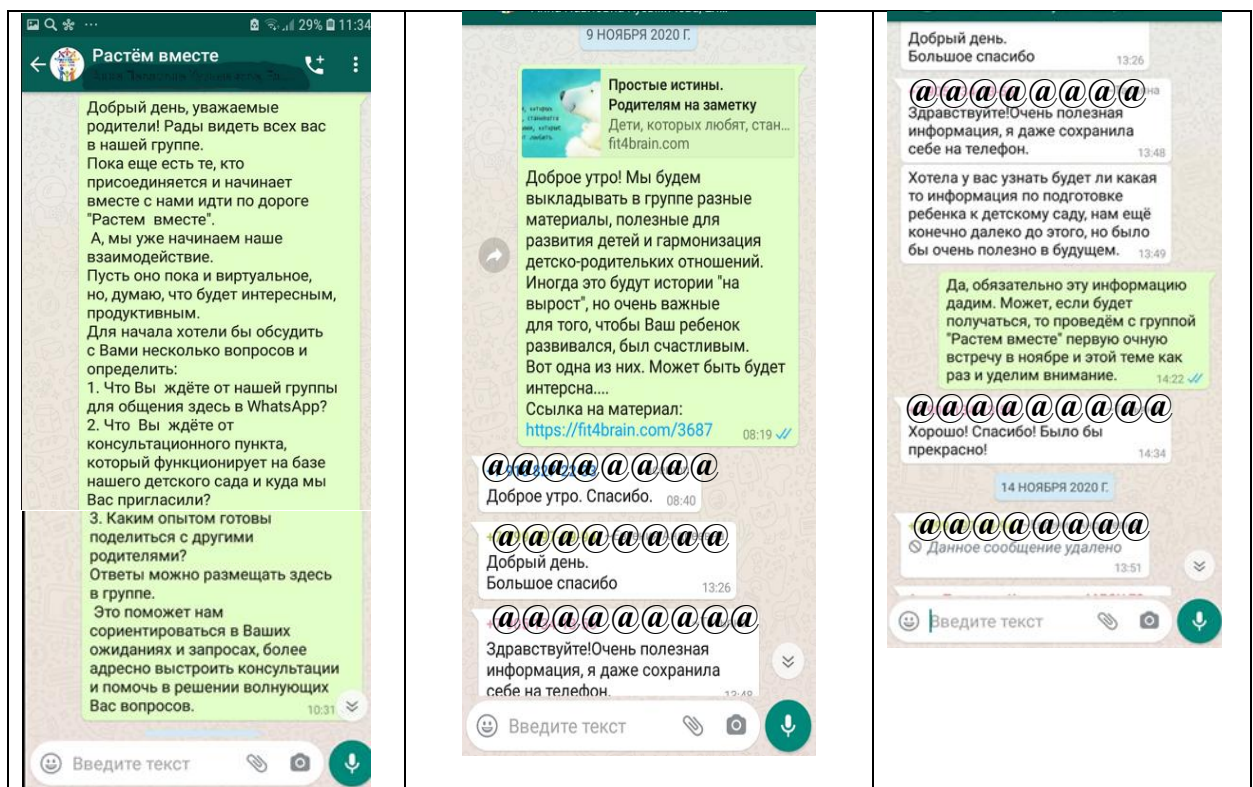 29% 11:34
Растём вместе
Добрый день, уважаемые
родители! Рады видеть всех вас
в нашей группе.
Пока еще есть те, кто
присоединяется и начинает
вместе с нами идти по дороге
"Растем вместе".
А, мы уже начинаем наше
взаимодействие.
Пусть оно пока и виртуальное,
но, думаю, что будет интересным,
продуктивным.
Для начала хотели бы обсудить
с Вами несколько вопросов и
определить:
1. Что Вы ждёте от нашей группы
для общения здесь в WhatsApp?
2. Что Вы ждёте от
консультационного пункта,
который функционирует на базе
нашего детского сада и куда мы
Вас пригласили?
3. Каким опытом готовы
поделиться с другими
родителями?
Ответы можно размещать здесь
в группе.
Это поможет нам
сориентироваться в Ваших
ожиданиях и запросах, более
адресно выстроить консультации
и помочь в решении волнующих
Вас вопросов.
10:31
Введите текст
9 НОЯБРЯ 2020 Г.
Простые истины.
Родителям на заметку
Дети, которых любят, стан...
fit4brain.com
Доброе утро! Мы будем
выкладывать в группе разные
материалы, полезные для
развития детей и гармонизация
детско-родительких отношений.
Иногда это будут истории "на
вырост", но очень важные
для того, чтобы Ваш ребенок
развивался, был счастливым.
Вот одна из них. Может быть будет
интерсна....
Ссылка на материал:
https://fit4brain.com/3687
08:19
@@@@@@@@
Доброе утро. Спасибо. 08:40
@@@@@@@@
Добрый день.
Большое спасибо
13:26
@@@@@@@@@
Здравствуйте!Очень полезная
информация, я даже сохранила
себе на телефон. 13:48
Введите текст
Добрый день.
Большое спасибо
13:26
@@@@@@@@
Здравствуйте!Очень полезная
информация, я даже сохранила
себе на телефон. 13:48
Хотела у вас узнать будет ли какая
то информация по подготовке
ребенка к детскому саду, нам ещё
конечно далеко до этого, но было
бы очень полезно в будущем. 13:49
Да, обязательно эту информацию
дадим. Может, если будет
получаться, то проведём с группой
"Растем вместе" первую очную
встречу в ноябре и этой теме как
раз и уделим внимание. 14:22
@@@@@@@@@
Хорошо! Спасибо! Было бы
прекрасно! 14:34
14 НОЯБРЯ 2020 Г.
@@@@@@@@
Данное сообщение удалено
13:51
Введите текст